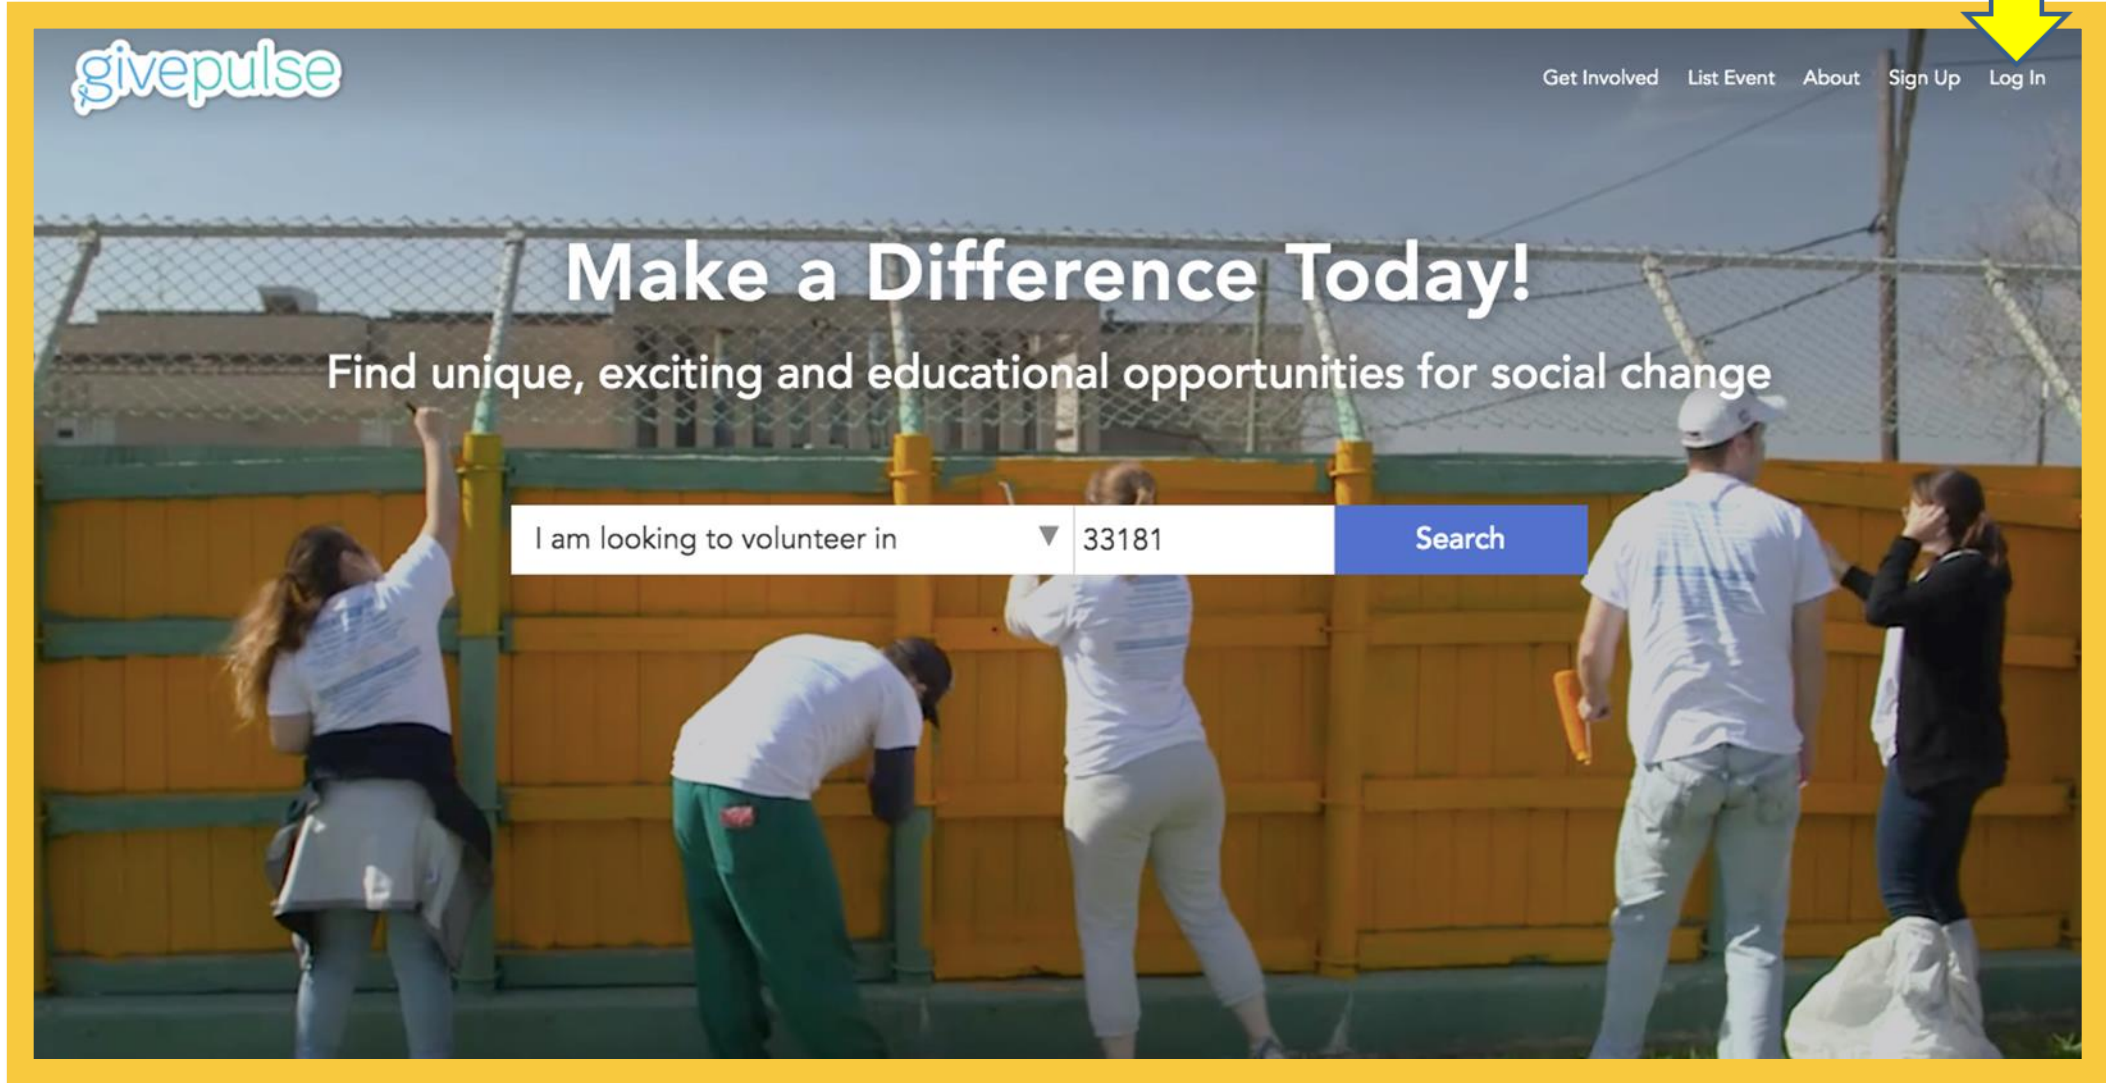 givepulse
Get Involved List Event About Sign Up Log In
Make a Difference Today!
Find unique, exciting and educational opportunities for social change
I am looking to volunteer in 33181 Search